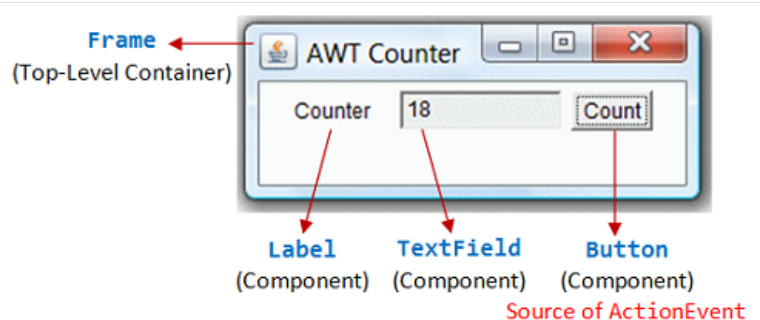 Frame
(Top-Level Container)
AWT Counter
Counter 18 Count
Label TextField Button
(Component) (Component) (Component)
Source of ActionEvent